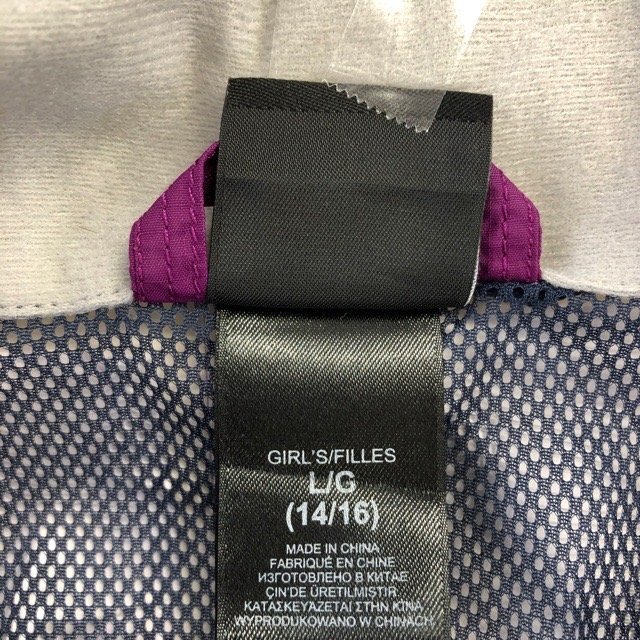 GIRL'S/FILLES
L/G
(14/16)
MADE IN CHINA
FABRIQUÉ EN CHINE
ИЗГОТОВЛЕНО В КИТАЕ
ÇIN'DE ÜRETILMIŞTIR
ΚΑΤΑΣΚΕΥΑΖΕΤΑΙ ΣΤΗΝ ΚΙΝΑ
WYPRODUKOWANO W CHINACH